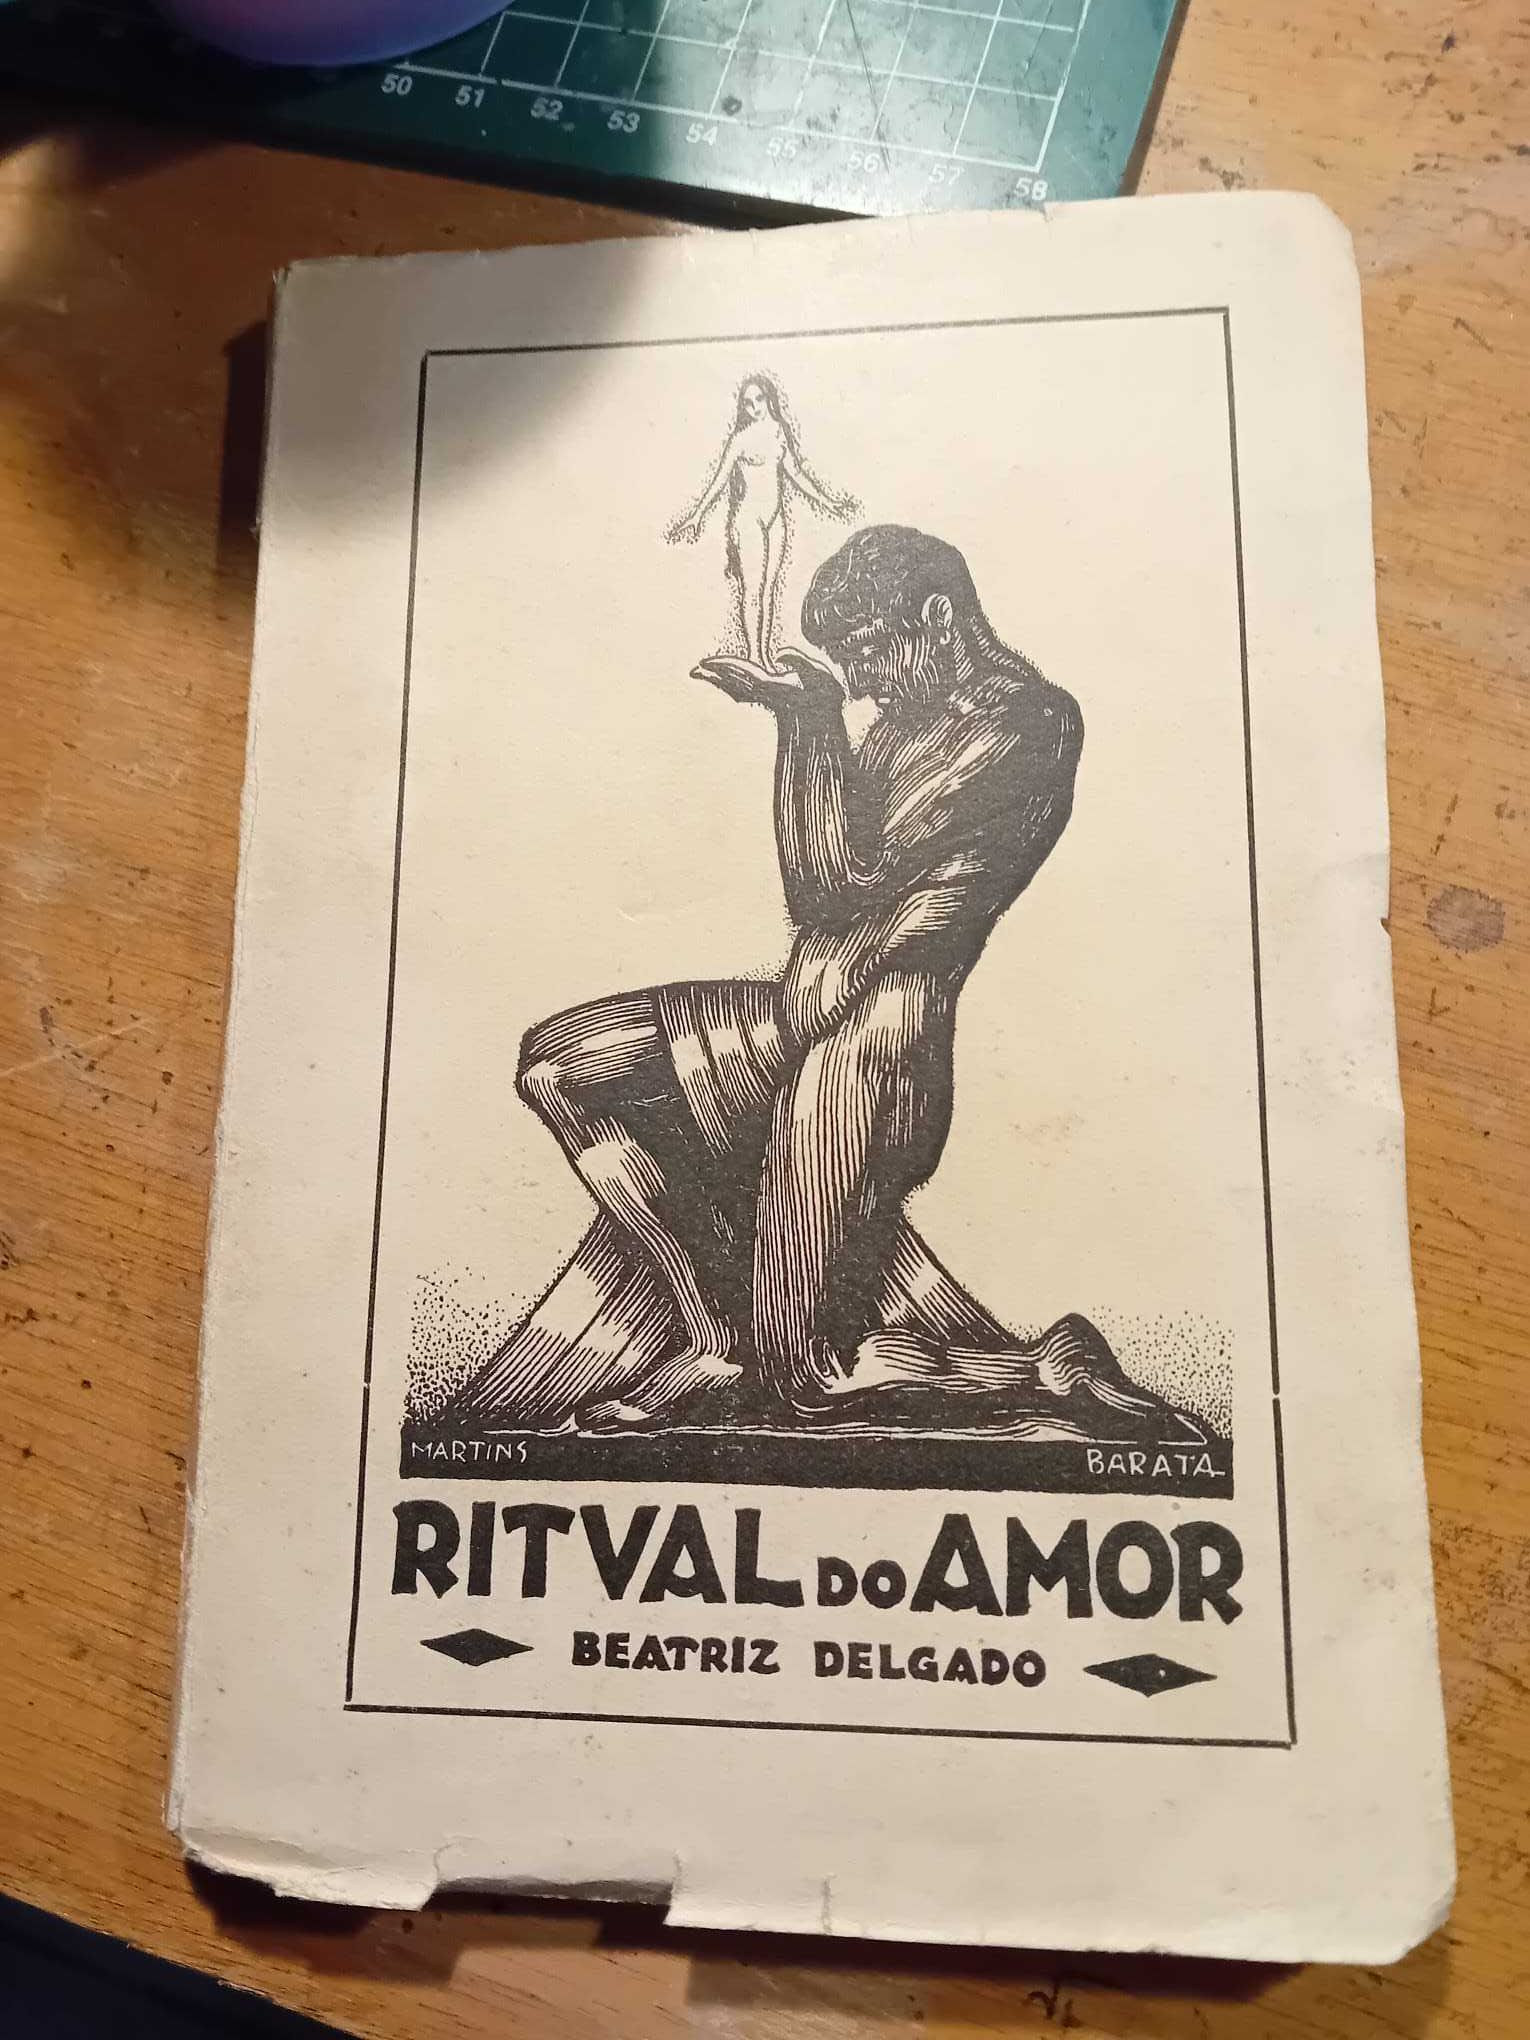 50 51 52 53 54 55 56 57 58
MARTINS BARATA
RITVAL DO AMOR
BEATRIZ DELGADO